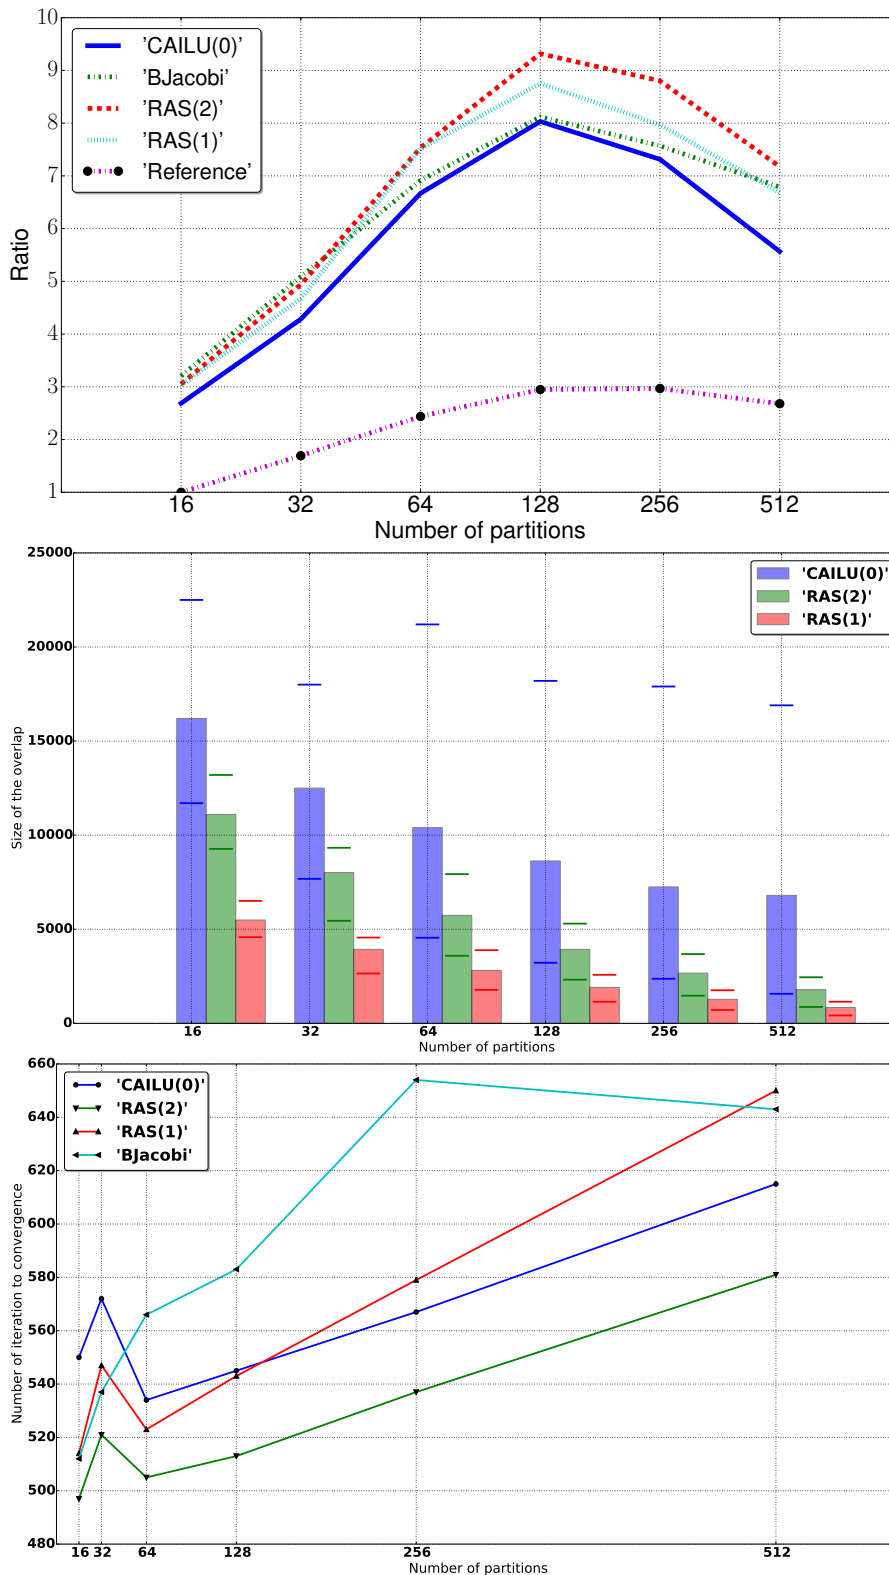 10
9
8
7
6
5
4
3
2
1
Ratio
'CAILU(0)'
'BJacobi'
'RAS(2)'
'RAS(1)'
'Reference'
16 32 64 128 256 512
Number of partitions
25000
20000
15000
10000
5000
0
Size of the overlap
'CAILU(0)'
'RAS(2)'
'RAS(1)'
16 32 64 128 256 512
Number of partitions
660
640
620
600
580
560
540
520
500
480
Number of iteration to convergence
'CAILU(0)'
'RAS(2)'
'RAS(1)'
'BJacobi'
16 32 64 128 256 512
Number of partitions